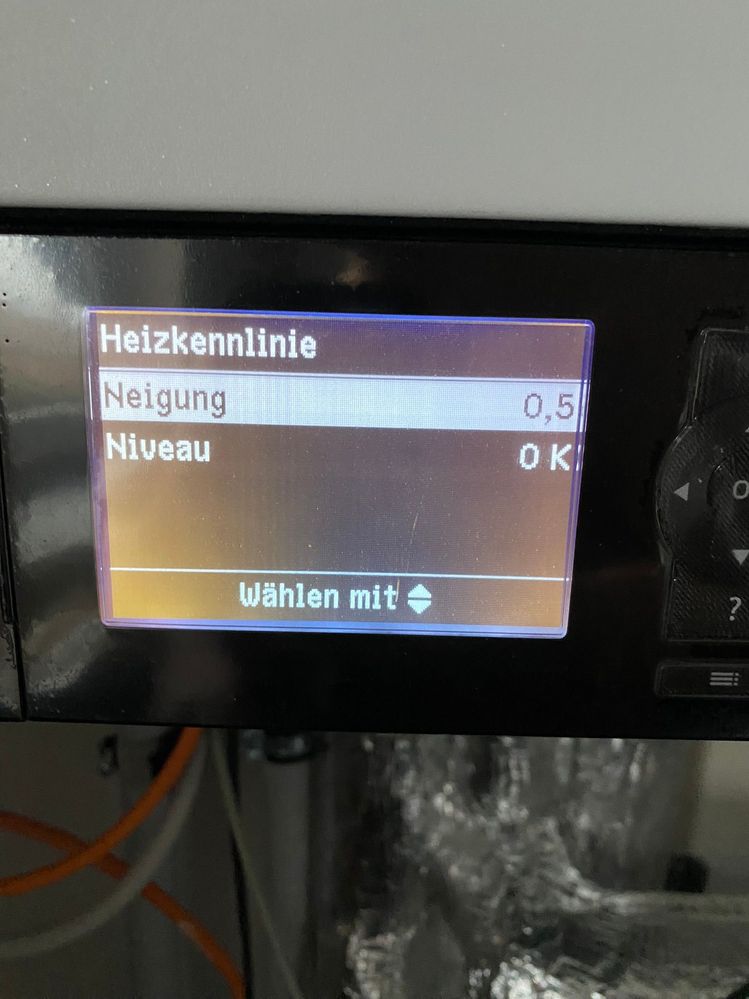 Heizkennlinie
Neigung 0,5
Niveau 0 K
Wählen mit
?